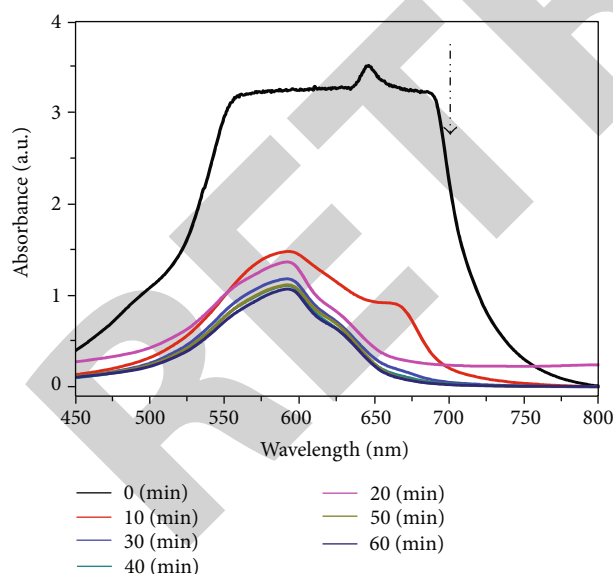 RETR
4
3
2
1
0
Absorbance (a.u.)
450 500 550 600 650 700 750 800
Wavelength (nm)
0 (min) 20 (min)
10 (min) 50 (min)
30 (min) 60 (min)
40 (min)